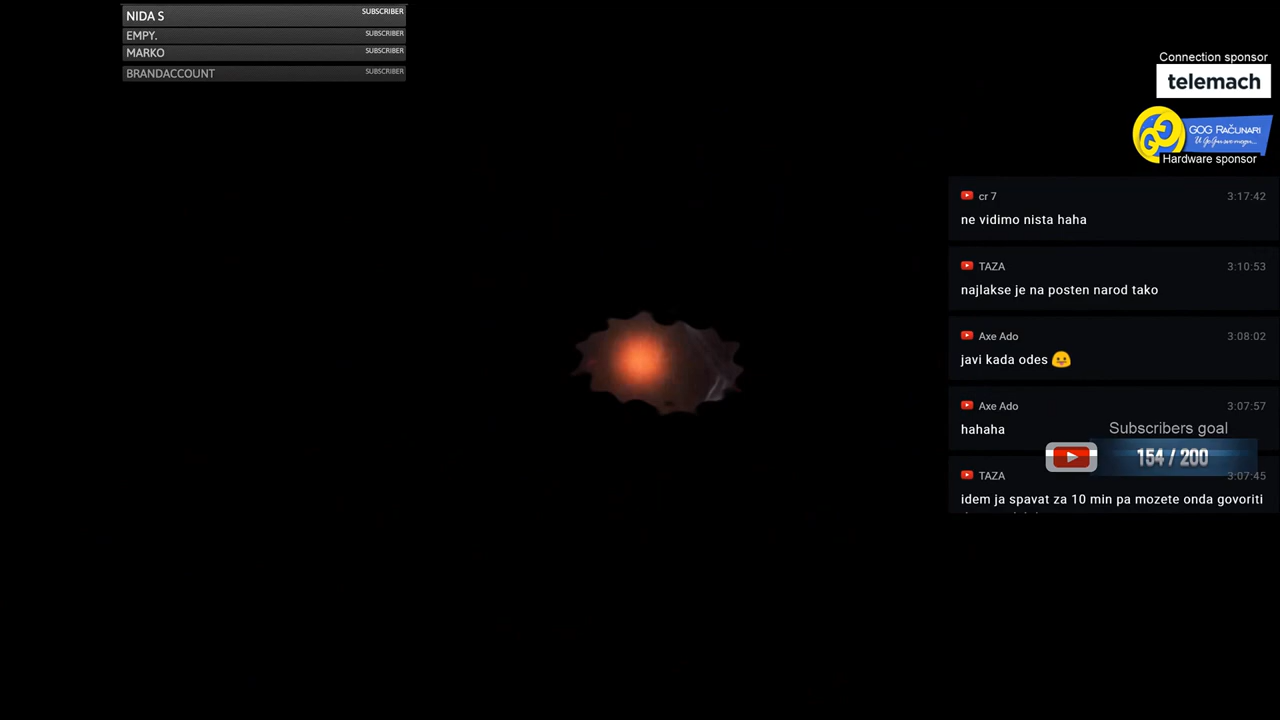 NIDA S SUBSCRIBER
EMPY. SUBSCRIBER
MARKO SUBSCRIBER
BRANDACCOUNT SUBSCRIBER
Connection sponsor
telemach
GOG RAČUNARI
U GoGu sve mogu...
Hardware sponsor
cr 7 3:17:42
ne vidimo nista haha
TAZA 3:10:53
najlakse je na posten narod tako
Axe Ado 3:08:02
javi kada odes
Axe Ado 3:07:57
hahaha
Subscribers goal
154 / 200
TAZA 3:07:45
idem ja spavat za 10 min pa mozete onda govoriti